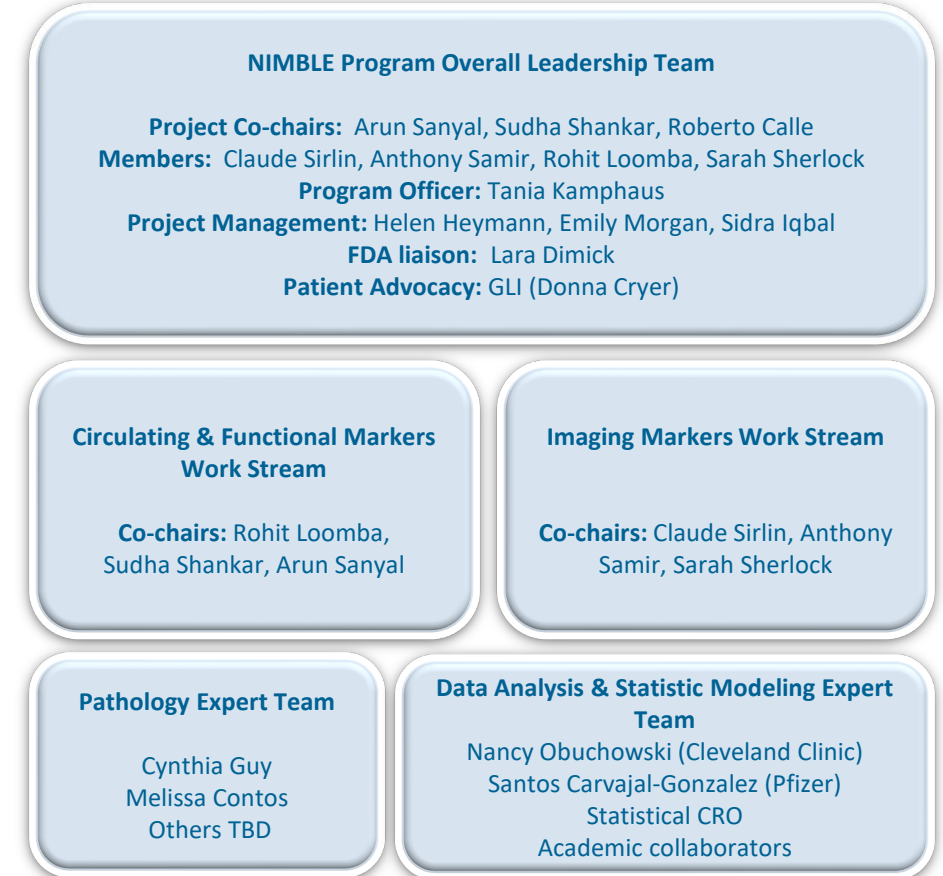 NIMBLE Program Overall Leadership Team
Project Co-chairs: Arun Sanyal, Sudha Shankar, Roberto Calle
Members: Claude Sirlin, Anthony Samir, Rohit Loomba, Sarah Sherlock
Program Officer: Tania Kamphaus
Project Management: Helen Heymann, Emily Morgan, Sidra Iqbal
FDA liaison: Lara Dimick
Patient Advocacy: GLI (Donna Cryer)
Circulating & Functional Markers
Work Stream
Co-chairs: Rohit Loomba,
Sudha Shankar, Arun Sanyal
Imaging Markers Work Stream
Co-chairs: Claude Sirlin, Anthony
Samir, Sarah Sherlock
Pathology Expert Team
Cynthia Guy
Melissa Contos
Others TBD
Data Analysis & Statistic Modeling Expert
Team
Nancy Obuchowski (Cleveland Clinic)
Santos Carvajal-Gonzalez (Pfizer)
Statistical CRO
Academic collaborators